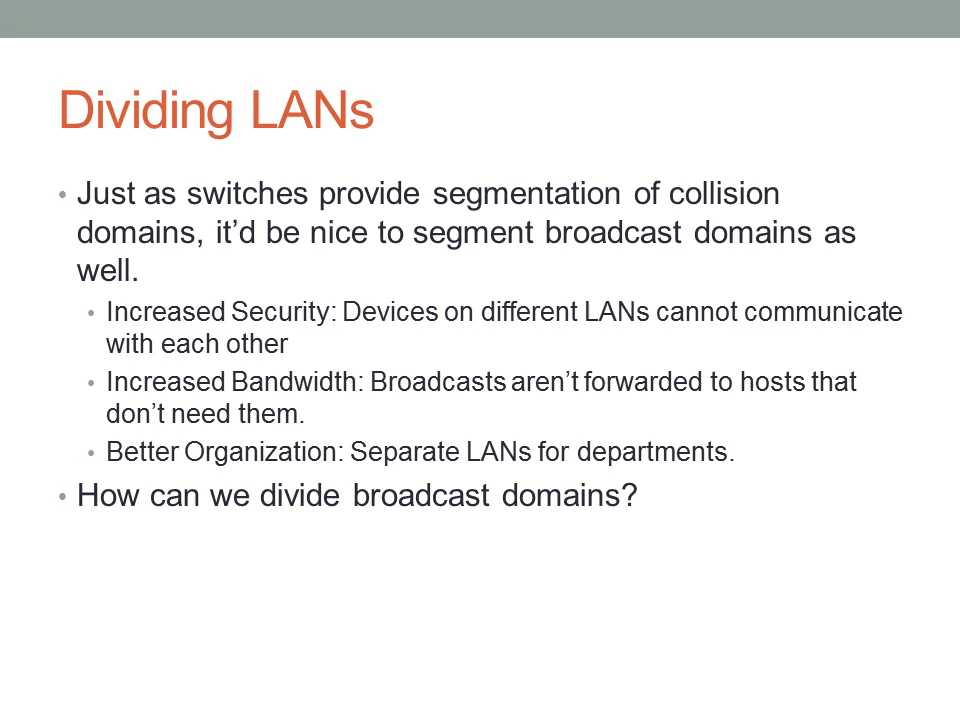 Dividing LANs
• Just as switches provide segmentation of collision
domains, it’d be nice to segment broadcast domains as
well.
• Increased Security: Devices on different LANs cannot communicate
with each other
• Increased Bandwidth: Broadcasts aren’t forwarded to hosts that
don’t need them.
• Better Organization: Separate LANs for departments.
• How can we divide broadcast domains?